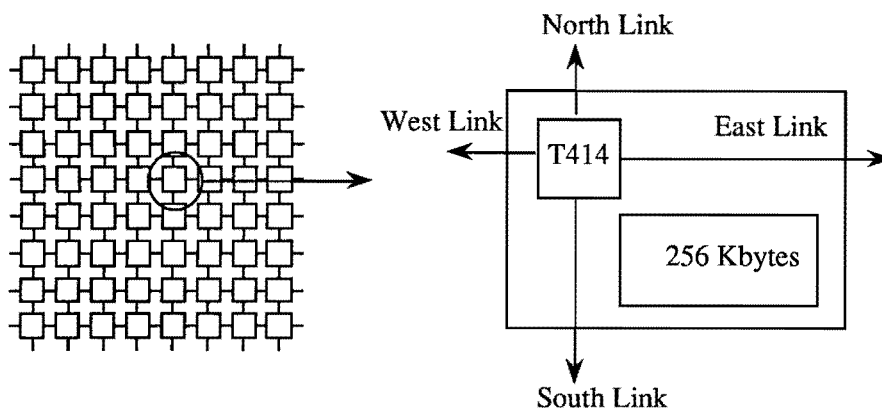 North Link
West Link
East Link
T414
256 Kbytes
South Link